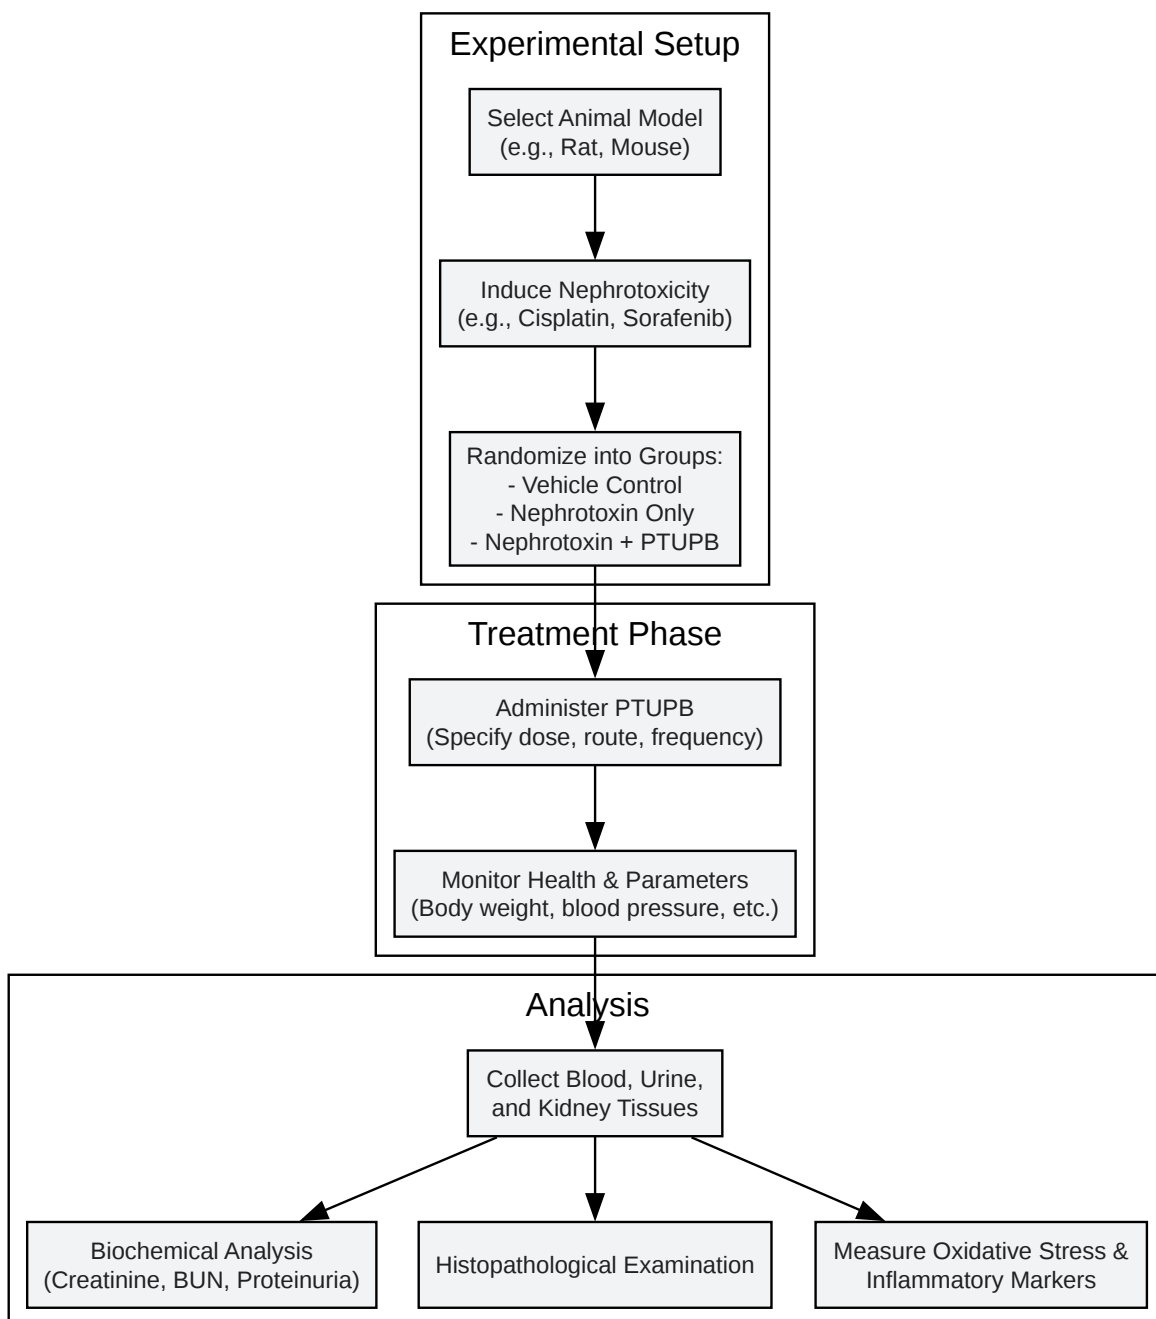 Experimental Setup
Select Animal Model
(e.g., Rat, Mouse)
Induce Nephrotoxicity
(e.g., Cisplatin, Sorafenib)
Randomize into Groups:
- Vehicle Control
- Nephrotoxin Only
- Nephrotoxin + PTUPB
Treatment Phase
Administer PTUPB
(Specify dose, route, frequency)
Monitor Health & Parameters
(Body weight, blood pressure, etc.)
Analysis
Collect Blood, Urine,
and Kidney Tissues
Biochemical Analysis
(Creatinine, BUN, Proteinuria)
Histopathological Examination
Measure Oxidative Stress &
Inflammatory Markers